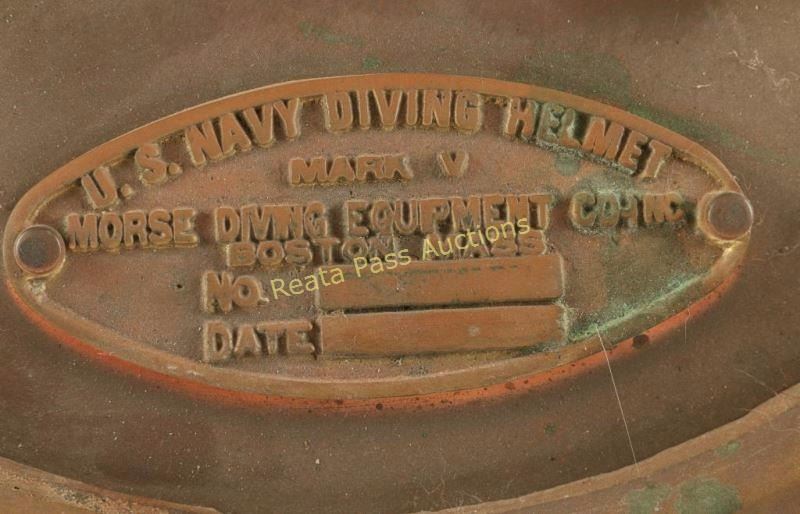 U.S. NAVY DIVING HELMET
MARK V
MORSE DIVING EQUIPMENT CO-INC
BOSTON MASS
NO.
Reata Pass Auctions
DATE